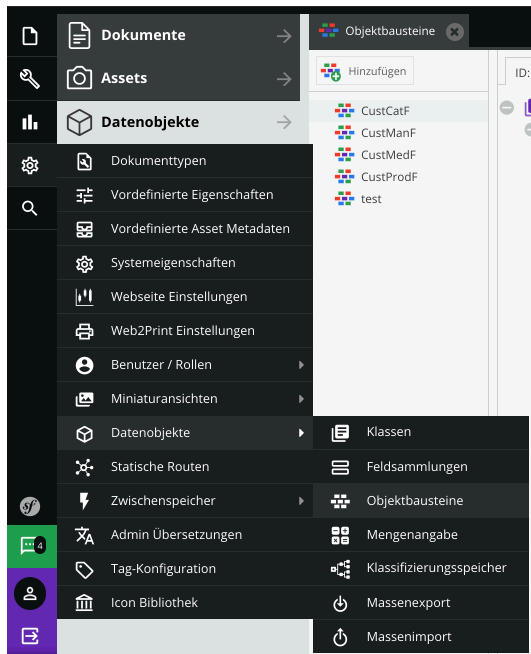 Dokumente
Assets
Datenobjekte
Objektbausteine
Hinzufügen
ID:
CustCatF
CustManF
CustMedF
CustProdF
test
Dokumenttypen
Vordefinierte Eigenschaften
Vordefinierte Asset Metadaten
Systemeigenschaften
Webseite Einstellungen
Web2Print Einstellungen
Benutzer / Rollen
Miniaturansichten
Datenobjekte
Statische Routen
Zwischenspeicher
Admin Übersetzungen
Tag-Konfiguration
Icon Bibliothek
Klassen
Feldsammlungen
Objektbausteine
Mengenangabe
Klassifizierungsspeicher
Massenexport
Massenimport
sf
4